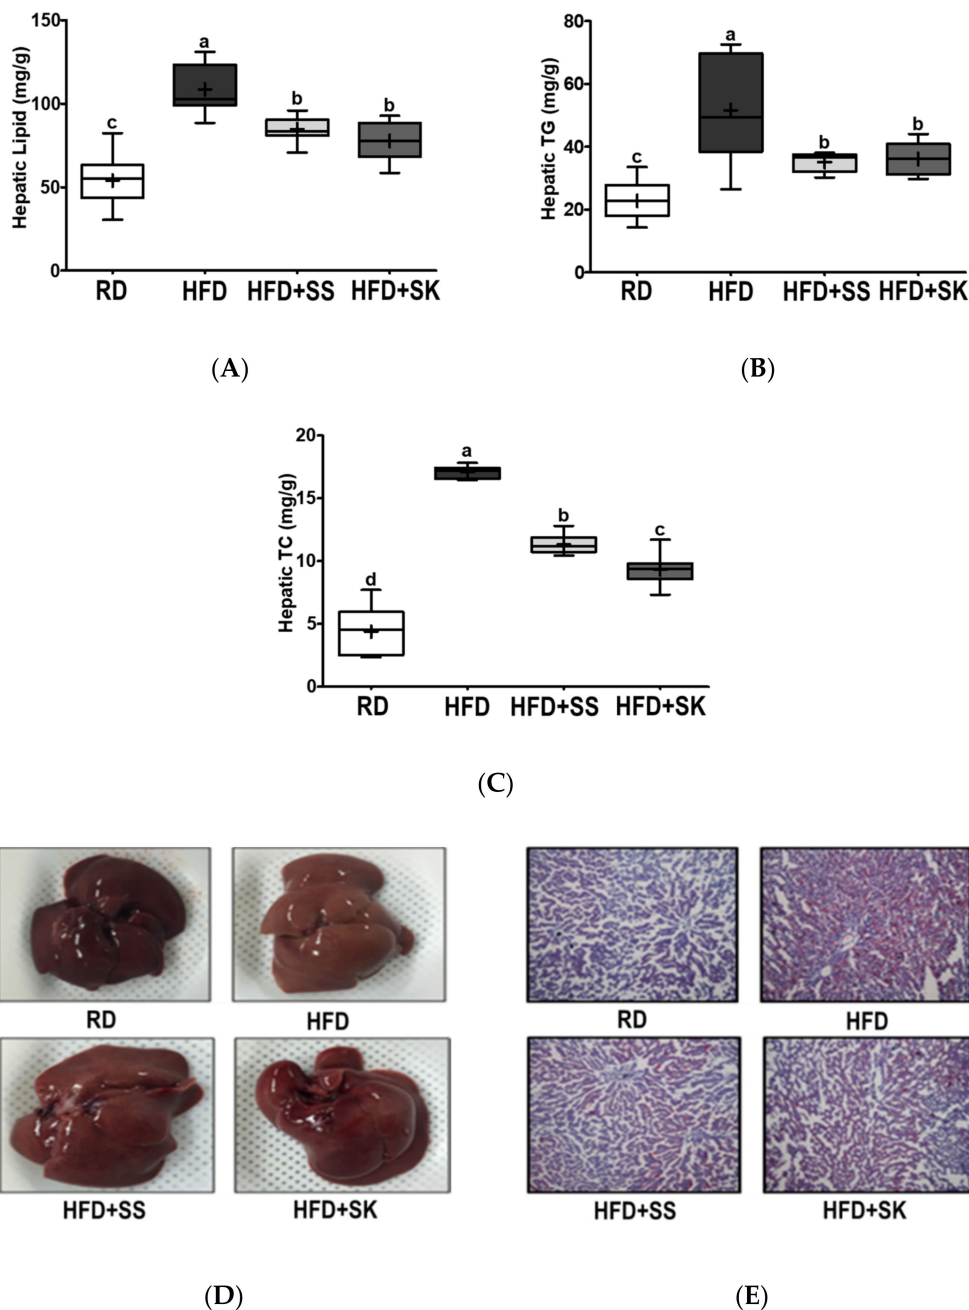 Hepatic Lipid (mg/g)
150
100
50
0
a
b
b
c
RD HFD HFD+SS HFD+SK
(A)
Hepatic TG (mg/g)
80
60
40
20
0
a
b
b
c
RD HFD HFD+SS HFD+SK
(B)
Hepatic TC (mg/g)
20
15
10
5
0
a
b
c
d
RD HFD HFD+SS HFD+SK
(C)
RD HFD
HFD+SS HFD+SK
(D)
RD HFD
HFD+SS HFD+SK
(E)